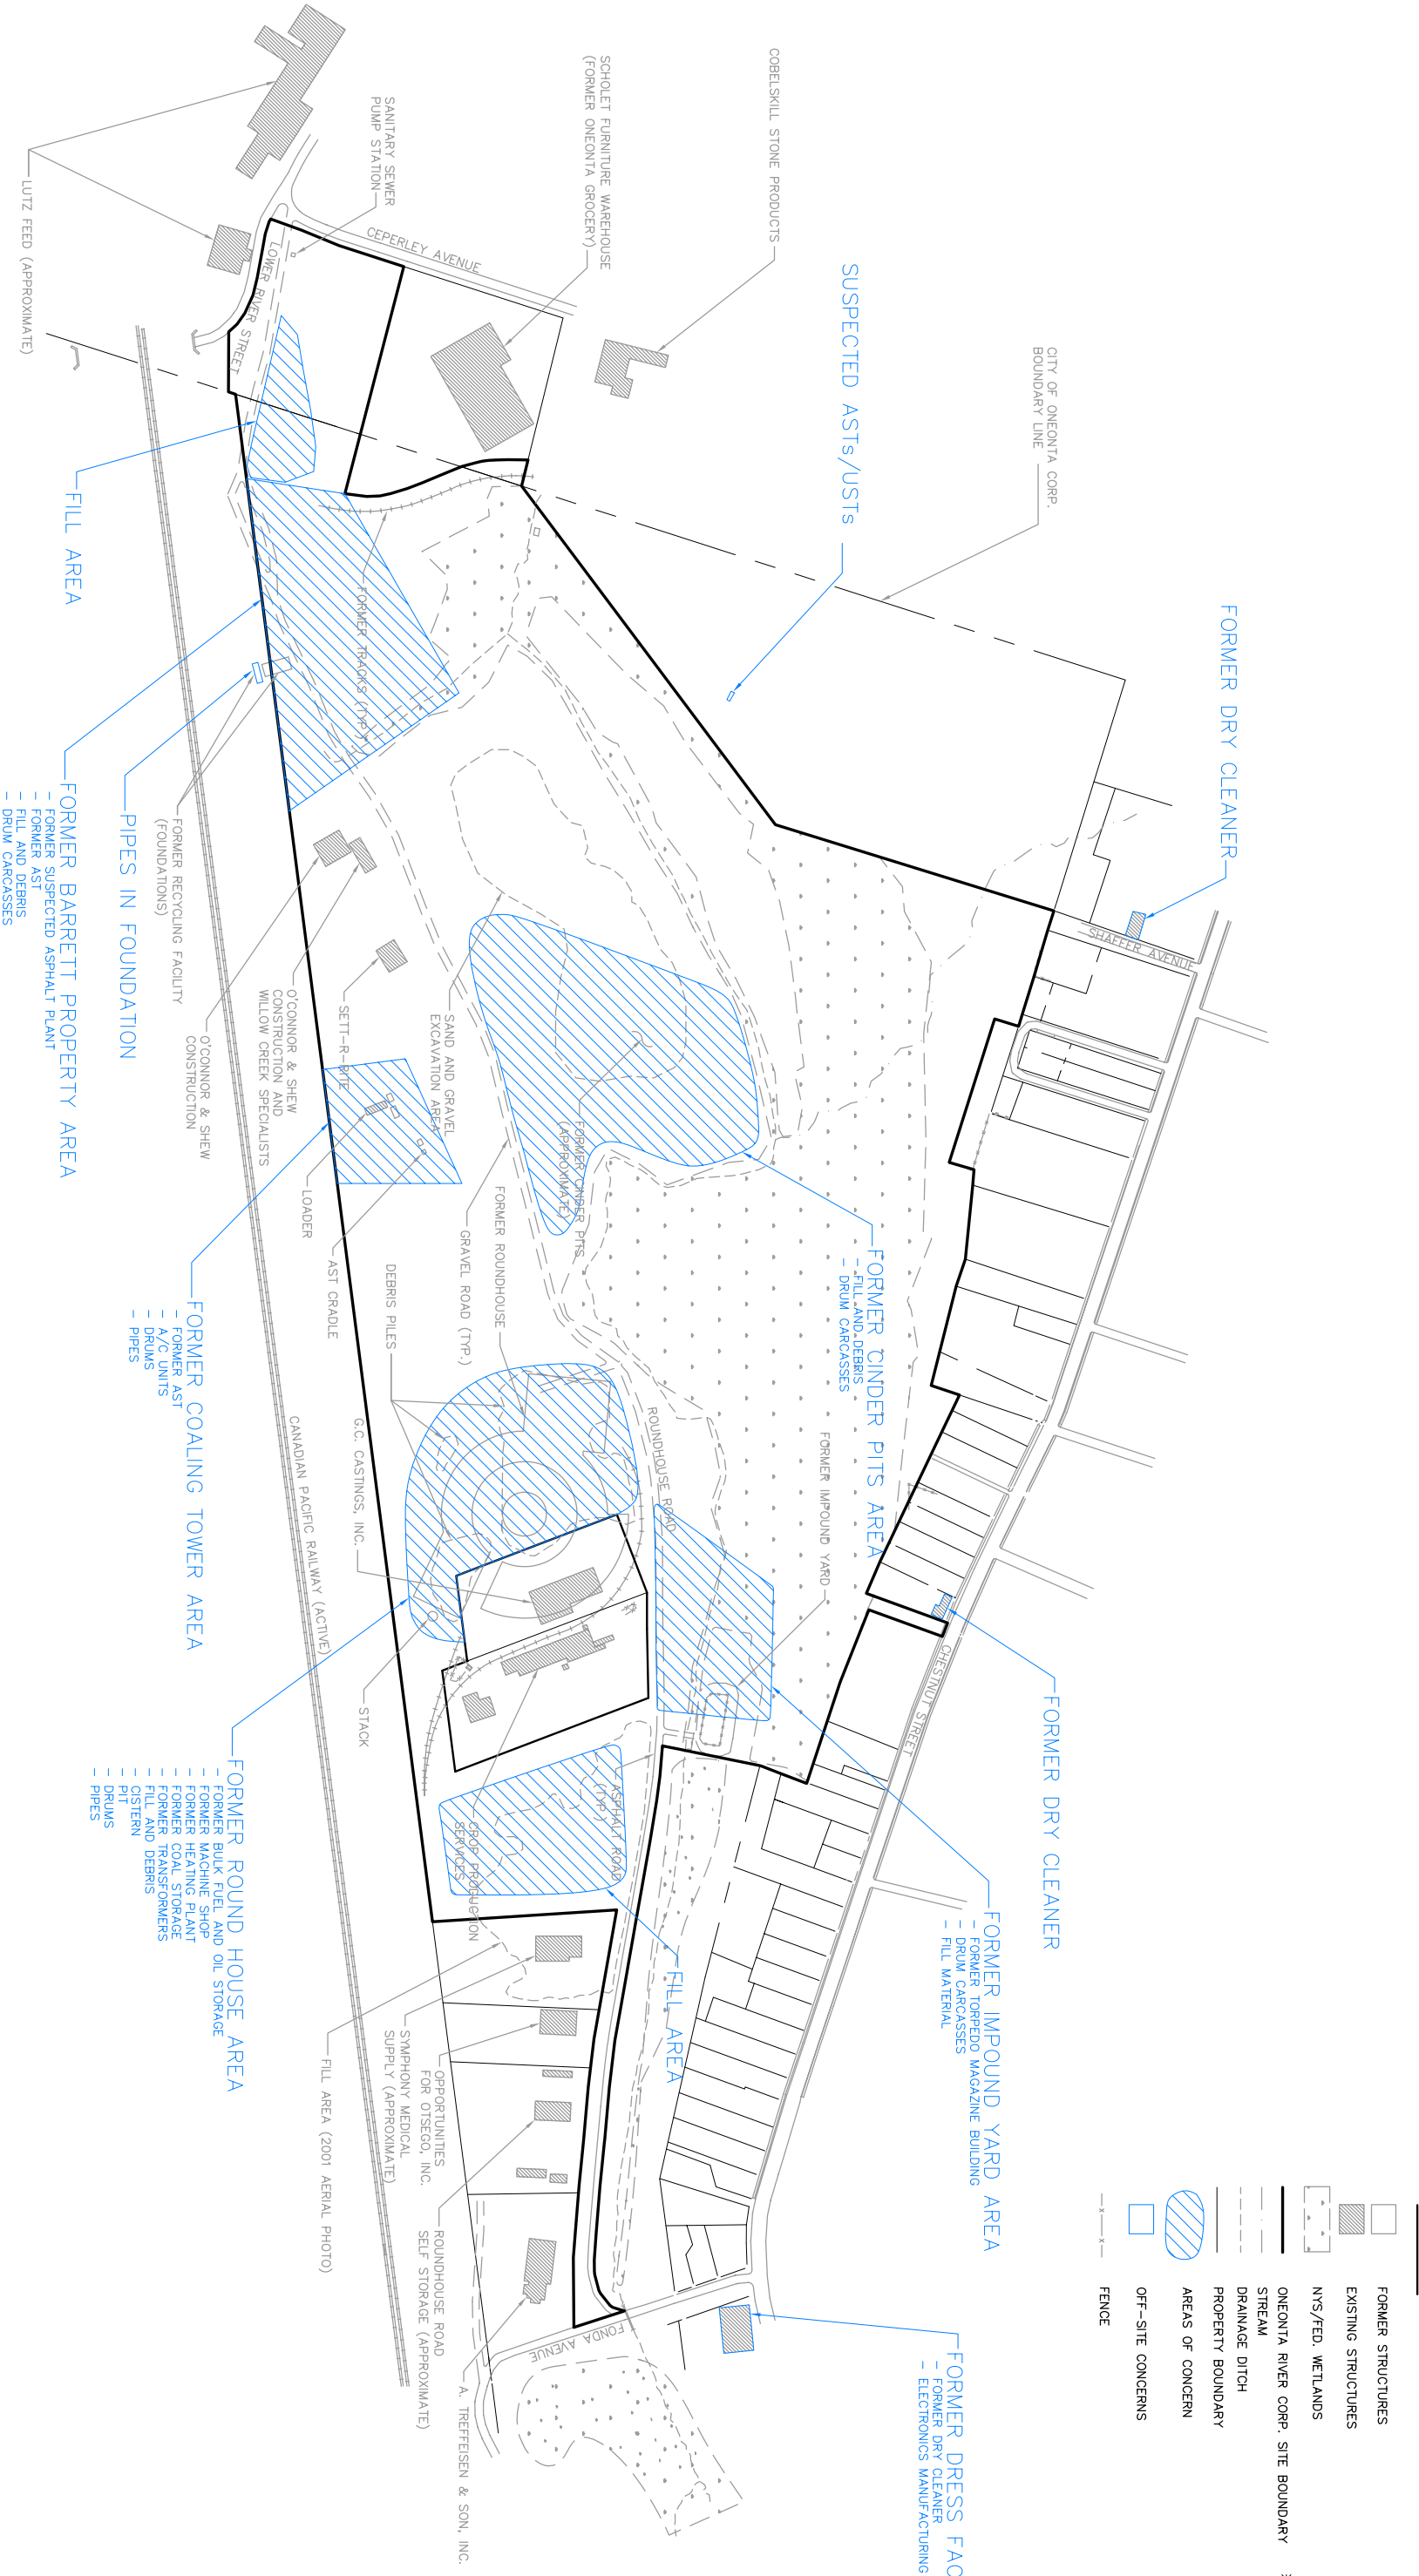 FORMER STRUCTURES
EXISTING STRUCTURES
NYS/FED. WETLANDS
ONEONTA RIVER CORP. SITE BOUNDARY
STREAM
DRAINAGE DITCH
PROPERTY BOUNDARY
AREAS OF CONCERN
OFF-SITE CONCERNS
FENCE
x x
FORMER DRY CLEANER
SHAFFER AVENUE
CITY OF ONEONTA CORP.
BOUNDARY LINE
FORMER DRY CLEANER
CHESTNUT STREET
FORMER IMPOUND YARD AREA
- FORMER TORPEDO MAGAZINE BUILDING
- DRUM CARCASSES
- FILL MATERIAL
FORMER DRESS FAC
- FORMER DRY CLEANER
- ELECTRONICS MANUFACTURING
SUSPECTED ASTs/USTs
FORMER CINDER PITS AREA
- FILL AND DEBRIS
- DRUM CARCASSES
FORMER IMPOUND YARD
COBELSKILL STONE PRODUCTS
SCHOLET FURNITURE WAREHOUSE
(FORMER ONEONTA GROCERY)
ROUNDHOUSE ROAD
FILL AREA
FONDA AVENUE
ASPHALT ROAD
(TYP.)
FORMER CINDER PITS
(APPROXIMATE)
FORMER ROUNDHOUSE
GRAVEL ROAD (TYP.)
SAND AND GRAVEL
EXCAVATION AREA
CROP PRODUCTION
SERVICES
SANITARY SEWER
PUMP STATION
CEPERLEY AVENUE
FORMER TRACKS (TYP.)
DEBRIS PILES
G.C. CASTINGS, INC.
STACK
OPPORTUNITIES
FOR OTSEGO, INC.
SYMPHONY MEDICAL
SUPPLY (APPROXIMATE)
ROUNDHOUSE ROAD
SELF STORAGE (APPROXIMATE)
A. TREFFEISEN & SON, INC.
SETT-R-RITE
LOADER
AST CRADLE
FILL AREA (2001 AERIAL PHOTO)
CANADIAN PACIFIC RAILWAY (ACTIVE)
LOWER RIVER STREET
O'CONNOR & SHEW
CONSTRUCTION AND
WILLOW CREEK SPECIALISTS
O'CONNOR & SHEW
CONSTRUCTION
FORMER RECYCLING FACILITY
(FOUNDATIONS)
FORMER COALING TOWER AREA
- FORMER AST
- A/C UNITS
- DRUMS
- PIPES
FORMER ROUND HOUSE AREA
- FORMER BULK FUEL AND OIL STORAGE
- FORMER MACHINE SHOP
- FORMER HEATING PLANT
- FORMER COAL STORAGE
- FORMER TRANSFORMERS
- FILL AND DEBRIS
- CISTERN
- PIT
- DRUMS
- PIPES
PIPES IN FOUNDATION
FILL AREA
FORMER BARRETT PROPERTY AREA
- FORMER SUSPECTED ASPHALT PLANT
- FORMER AST
- FILL AND DEBRIS
- DRUM CARCASSES
LUTZ FEED (APPROXIMATE)